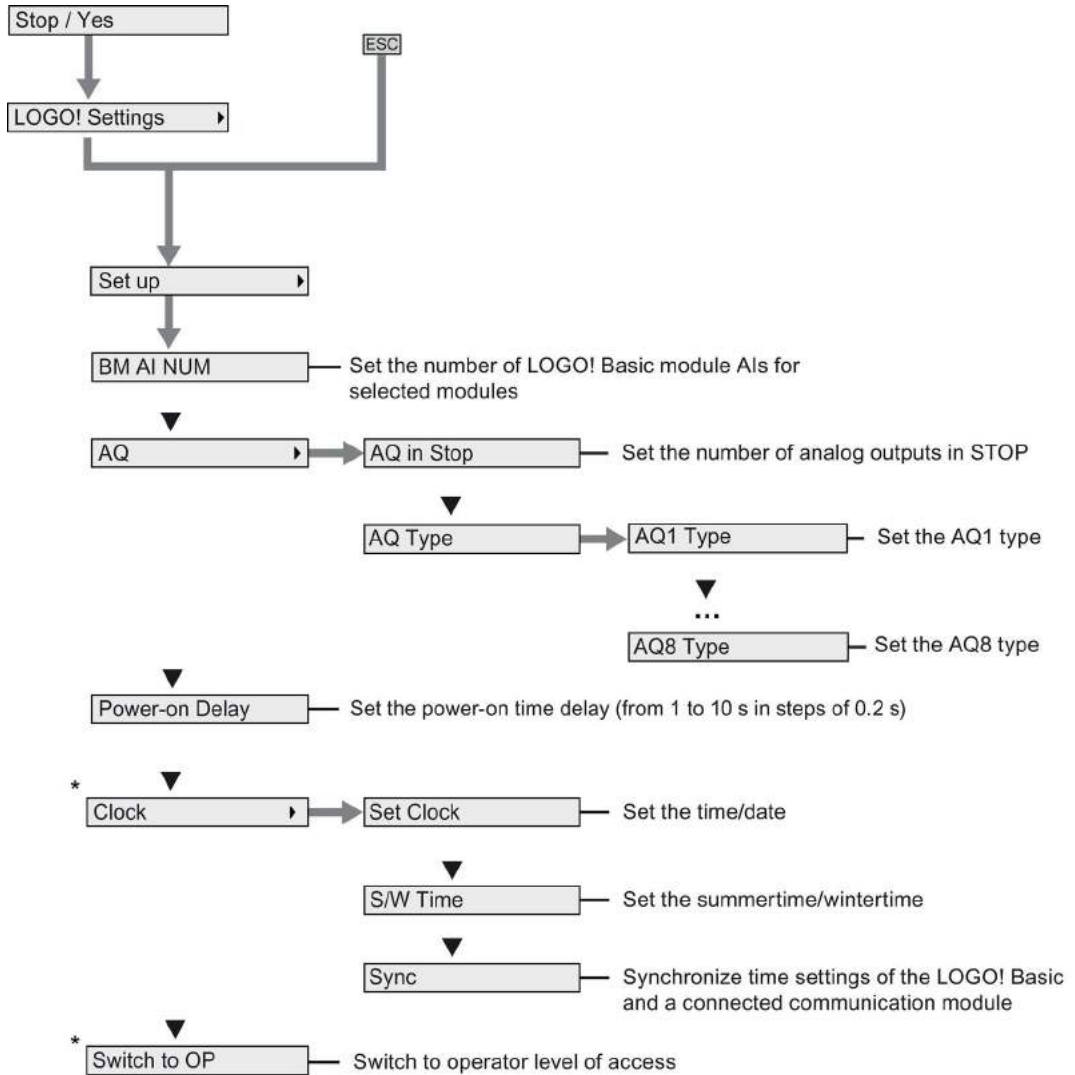 Stop / Yes
ESC
LOGO! Settings
Set up
BM AI NUM
Set the number of LOGO! Basic module AIs for
selected modules
AQ
AQ in Stop
Set the number of analog outputs in STOP
AQ Type
AQ1 Type
Set the AQ1 type
...
AQ8 Type
Set the AQ8 type
Power-on Delay
Set the power-on time delay (from 1 to 10 s in steps of 0.2 s)
*
Clock
Set Clock
Set the time/date
S/W Time
Set the summertime/wintertime
Sync
Synchronize time settings of the LOGO! Basic
and a connected communication module
*
Switch to OP
Switch to operator level of access